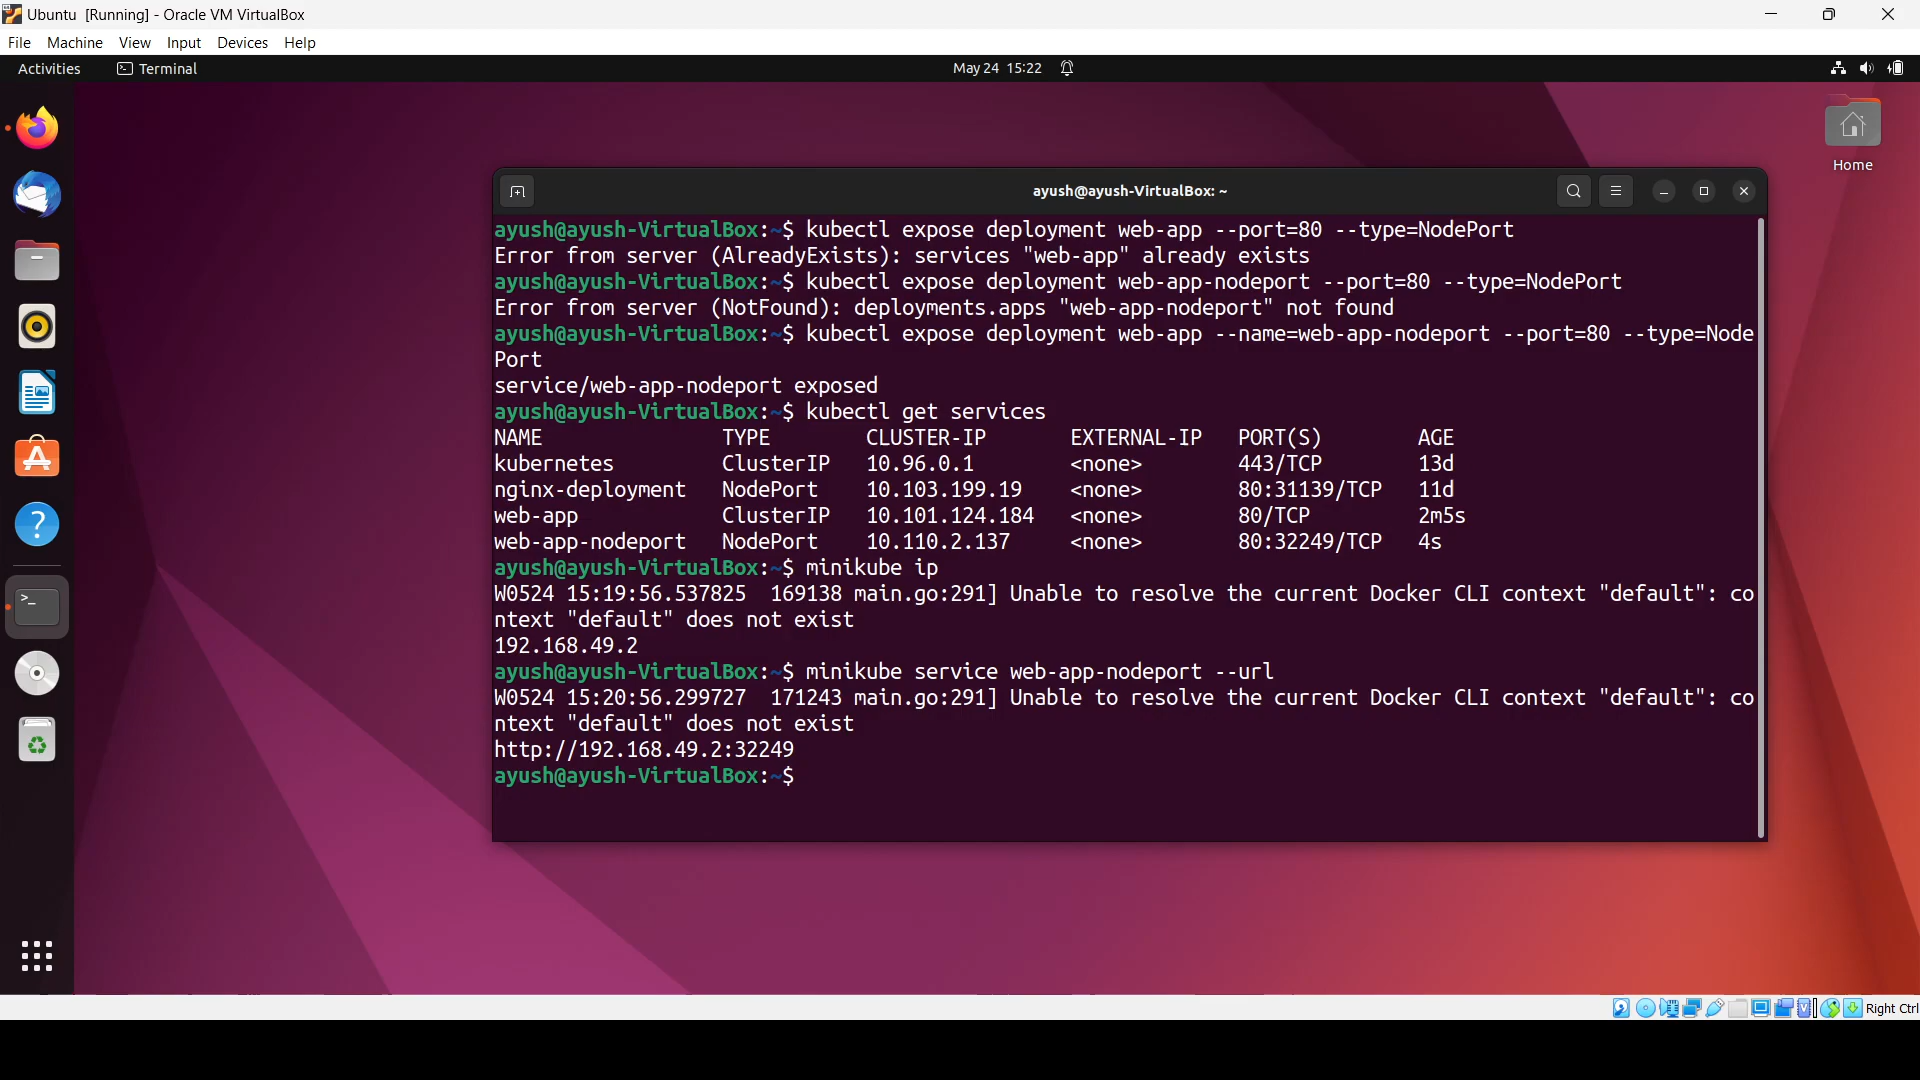 Ubuntu [Running] - Oracle VM VirtualBox
File Machine View Input Devices Help
Activities Terminal May 24 15:22
Home
ayush@ayush-VirtualBox: ~
ayush@ayush-VirtualBox:~$ kubectl expose deployment web-app --port=80 --type=NodePort
Error from server (AlreadyExists): services "web-app" already exists
ayush@ayush-VirtualBox:~$ kubectl expose deployment web-app-nodeport --port=80 --type=NodePort
Error from server (NotFound): deployments.apps "web-app-nodeport" not found
ayush@ayush-VirtualBox:~$ kubectl expose deployment web-app --name=web-app-nodeport --port=80 --type=Node
Port
service/web-app-nodeport exposed
ayush@ayush-VirtualBox:~$ kubectl get services
NAME TYPE CLUSTER-IP EXTERNAL-IP PORT(S) AGE
kubernetes ClusterIP 10.96.0.1 <none> 443/TCP 13d
nginx-deployment NodePort 10.103.199.19 <none> 80:31139/TCP 11d
web-app ClusterIP 10.101.124.184 <none> 80/TCP 2m5s
web-app-nodeport NodePort 10.110.2.137 <none> 80:32249/TCP 4s
ayush@ayush-VirtualBox:~$ minikube ip
W0524 15:19:56.537825 169138 main.go:291] Unable to resolve the current Docker CLI context "default": co
ntext "default" does not exist
192.168.49.2
ayush@ayush-VirtualBox:~$ minikube service web-app-nodeport --url
W0524 15:20:56.299727 171243 main.go:291] Unable to resolve the current Docker CLI context "default": co
ntext "default" does not exist
http://192.168.49.2:32249
ayush@ayush-VirtualBox:~$
Right Ctrl